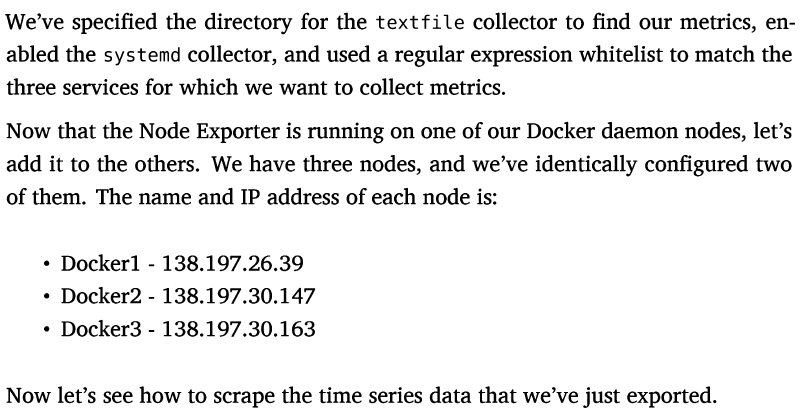 We’ve specified the directory for the textfile collector to find our metrics, en-
abled the systemd collector, and used a regular expression whitelist to match the
three services for which we want to collect metrics.
Now that the Node Exporter is running on one of our Docker daemon nodes, let’s
add it to the others. We have three nodes, and we’ve identically configured two
of them. The name and IP address of each node is:
• Docker1 - 138.197.26.39
• Docker2 - 138.197.30.147
• Docker3 - 138.197.30.163
Now let’s see how to scrape the time series data that we’ve just exported.